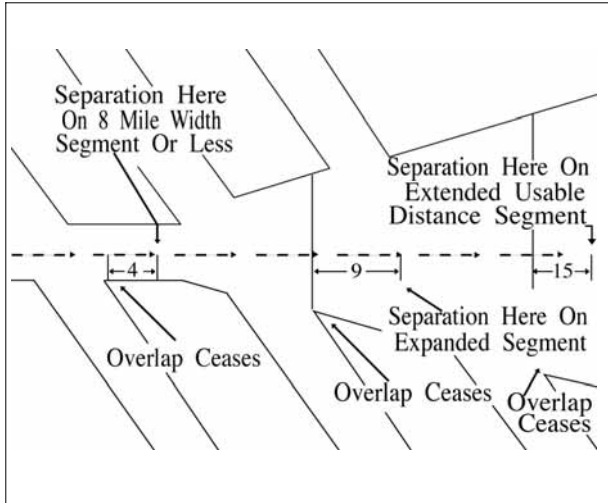 Separation Here
On 8 Mile Width
Segment Or Less
Separation Here On
Extended Usable
Distance Segment
4
9
15
Overlap Ceases
Separation Here On
Expanded Segment
Overlap Ceases
Overlap
Ceases